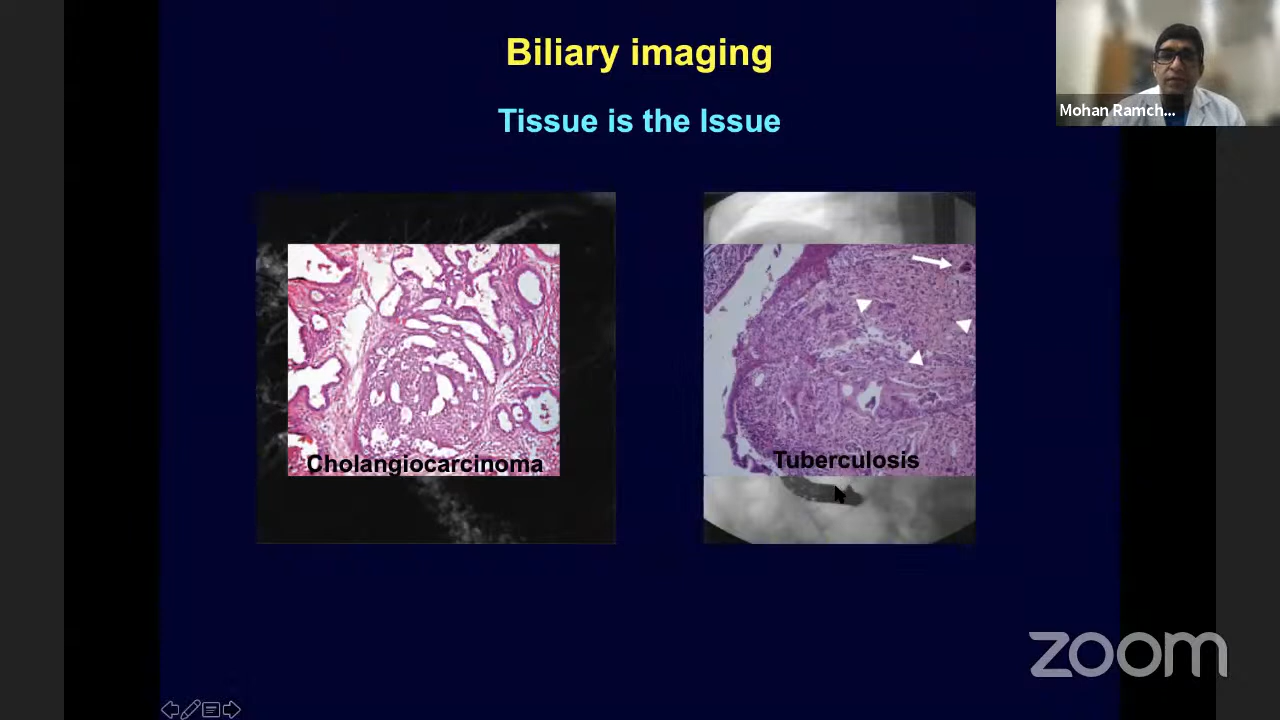 Biliary imaging
Tissue is the Issue
Mohan Ramch...
Cholangiocarcinoma
Tuberculosis
zoom